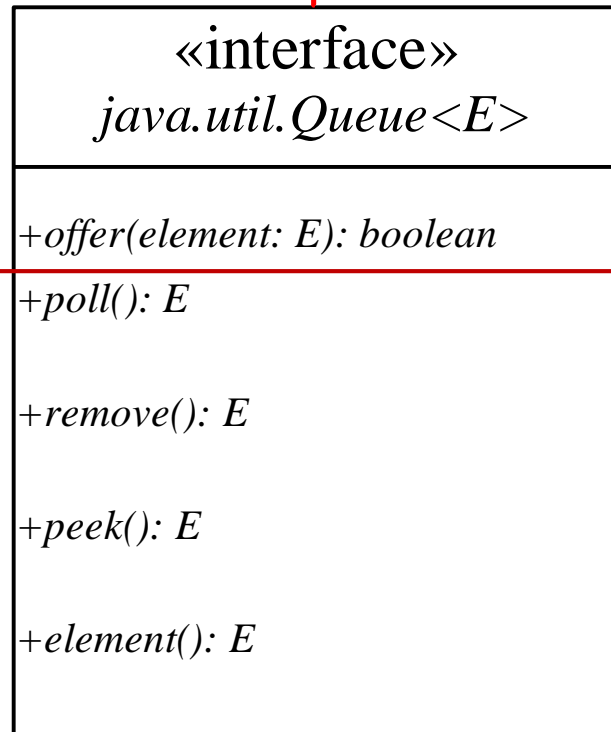 «interface»
java.util.Queue<E>
+offer(element: E): boolean
+poll(): E
+remove(): E
+peek(): E
+element(): E